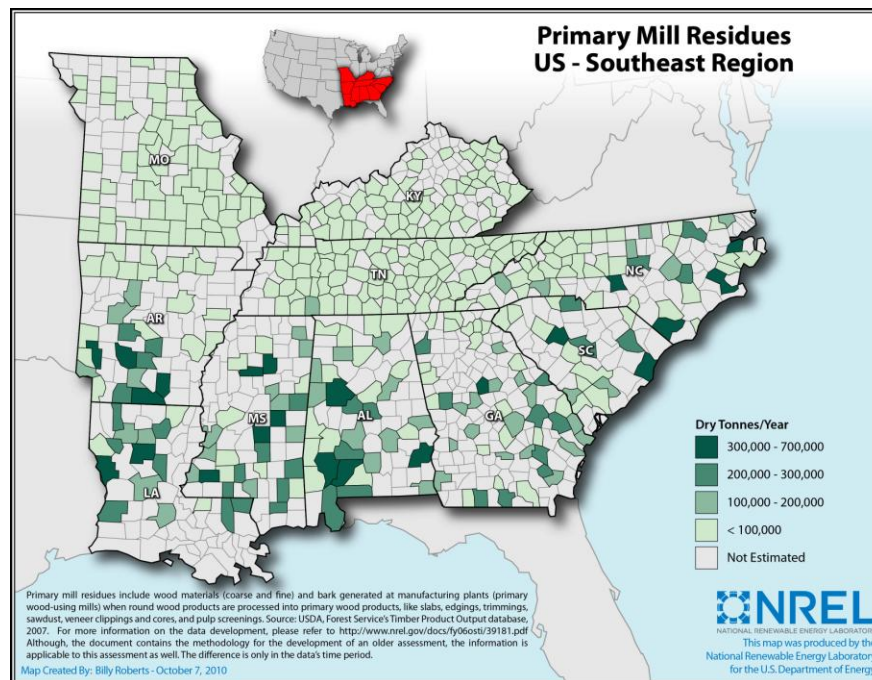 Primary Mill Residues
US - Southeast Region
MO
KY
TN
NC
AR
SC
MS
AL
GA
LA
Dry Tonnes/Year
300,000 - 700,000
200,000 - 300,000
100,000 - 200,000
< 100,000
Not Estimated
Primary mill residues include wood materials (coarse and fine) and bark generated at manufacturing plants (primary
wood-using mills) when round wood products are processed into primary wood products, like slabs, edgings, trimmings,
sawdust, veneer clippings and cores, and pulp screenings. Source: USDA, Forest Service's Timber Product Output database,
2007. For more information on the data development, please refer to http://www.nrel.gov/docs/fy06osti/39181.pdf
Although, the document contains the methodology for the development of an older assessment, the information is
applicable to this assessment as well. The difference is only in the data's time period.
Map Created By: Billy Roberts - October 7, 2010
NREL
NATIONAL RENEWABLE ENERGY LABORATORY
This map was produced by the
National Renewable Energy Laboratory
for the U.S. Department of Energy